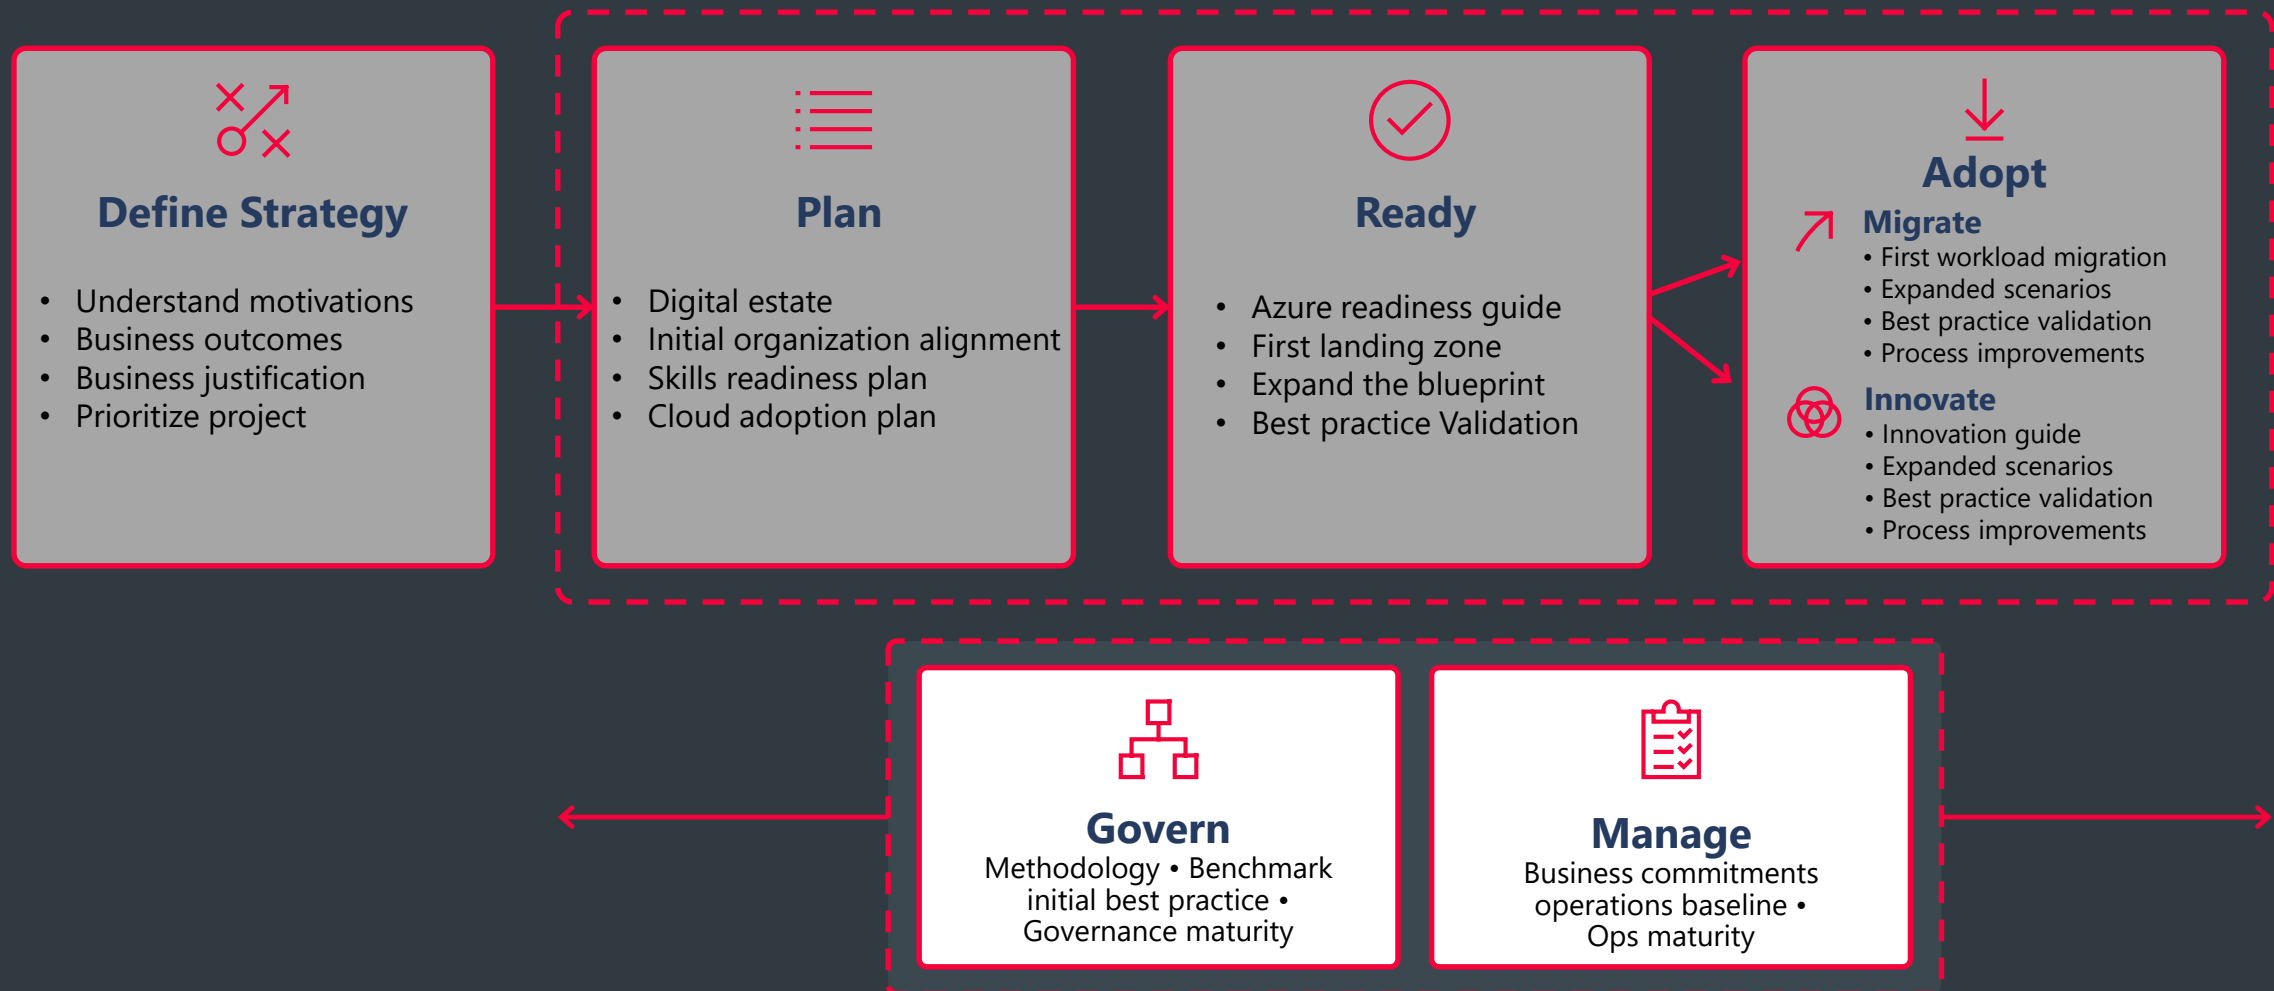 Define Strategy
• Understand motivations
• Business outcomes
• Business justification
• Prioritize project
Plan
• Digital estate
• Initial organization alignment
• Skills readiness plan
• Cloud adoption plan
Ready
• Azure readiness guide
• First landing zone
• Expand the blueprint
• Best practice Validation
Adopt
Migrate
• First workload migration
• Expanded scenarios
• Best practice validation
• Process improvements
Innovate
• Innovation guide
• Expanded scenarios
• Best practice validation
• Process improvements
Govern
Methodology • Benchmark
initial best practice •
Governance maturity
Manage
Business commitments
operations baseline •
Ops maturity